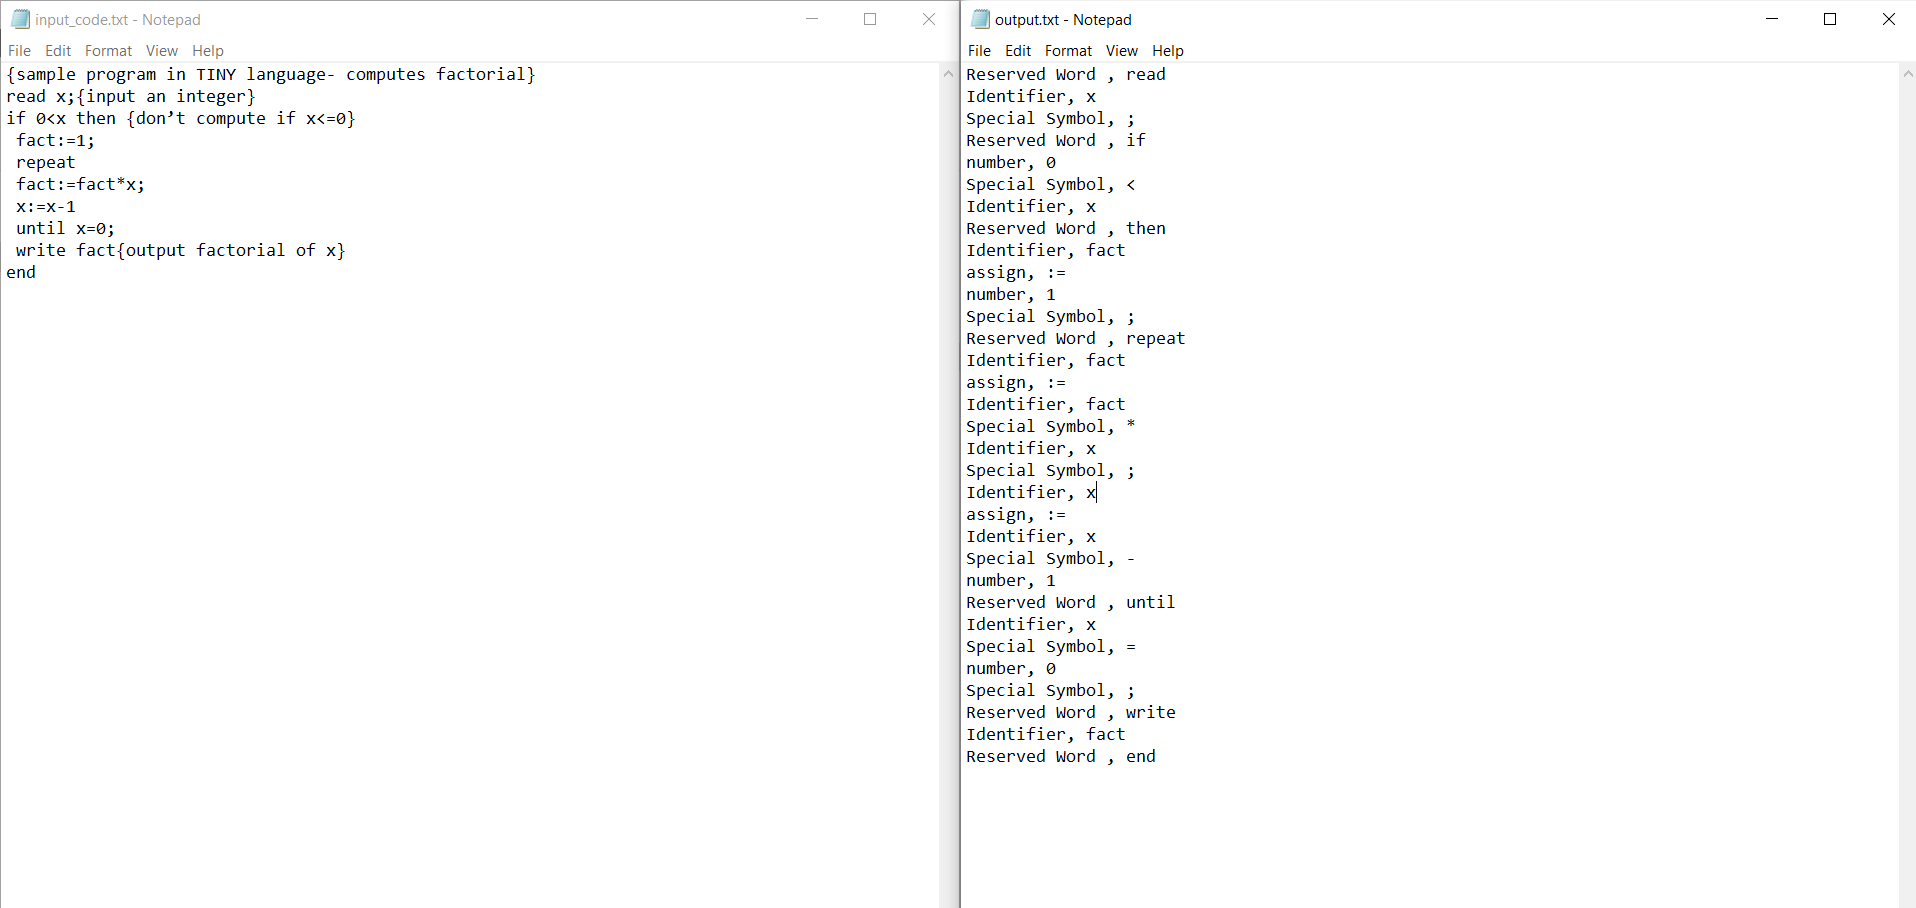 input_code.txt - Notepad
File Edit Format View Help
{sample program in TINY language- computes factorial}
read x;{input an integer}
if 0<x then {don’t compute if x<=0}
 fact:=1;
 repeat
 fact:=fact*x;
 x:=x-1
 until x=0;
 write fact{output factorial of x}
end
output.txt - Notepad
File Edit Format View Help
Reserved Word , read
Identifier, x
Special Symbol, ;
Reserved Word , if
number, 0
Special Symbol, <
Identifier, x
Reserved Word , then
Identifier, fact
assign, :=
number, 1
Special Symbol, ;
Reserved Word , repeat
Identifier, fact
assign, :=
Identifier, fact
Special Symbol, *
Identifier, x
Special Symbol, ;
Identifier, x
assign, :=
Identifier, x
Special Symbol, -
number, 1
Reserved Word , until
Identifier, x
Special Symbol, =
number, 0
Special Symbol, ;
Reserved Word , write
Identifier, fact
Reserved Word , end